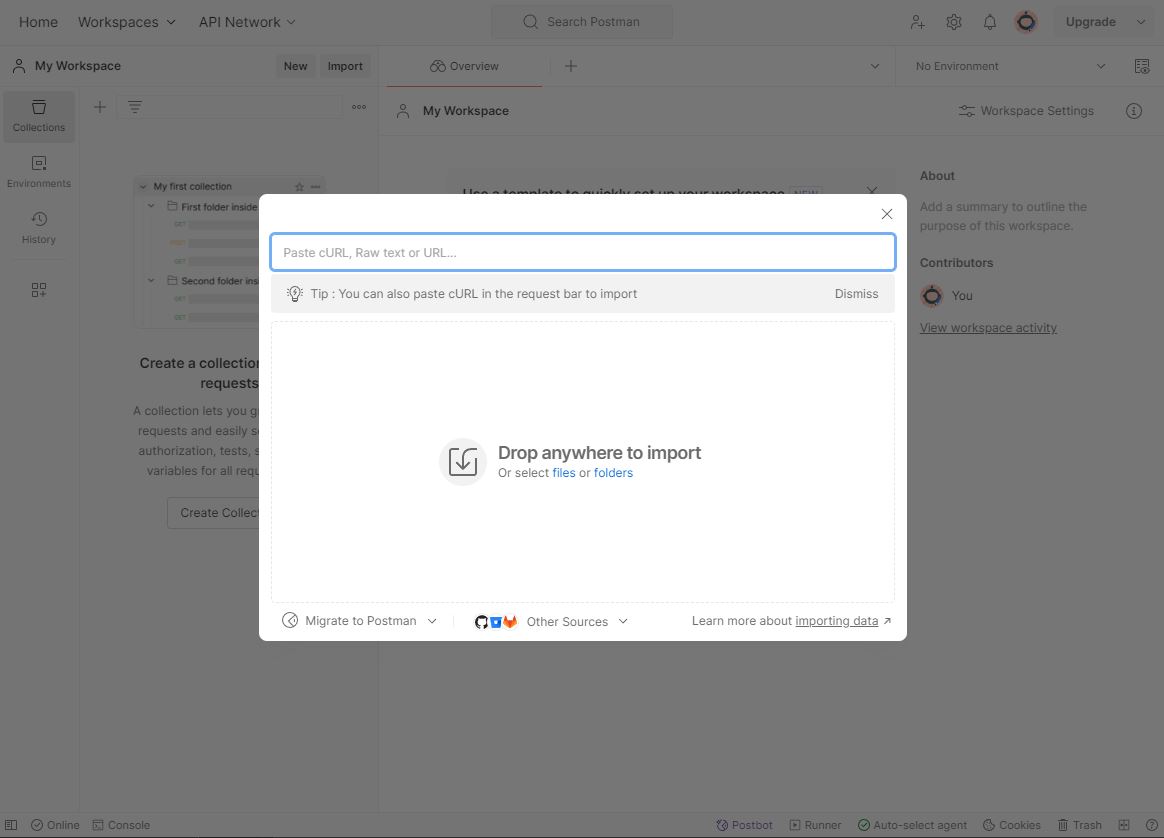 Home
Workspaces
API Network
Search Postman
Upgrade
My Workspace
New
Import
Overview
No Environment
Collections
Environments
History
My Workspace
Workspace Settings
My first collection
First folder inside
GET
GET
Second folder insi
GET
GET
Create a collection
requests
A collection lets you g
requests and easily s
authorization, tests, s
variables for all requ
Create Collec
Use a template to quickly set up your workspace NEW
About
Add a summary to outline the
purpose of this workspace.
Contributors
You
View workspace activity
Paste cURL, Raw text or URL...
Tip : You can also paste cURL in the request bar to import
Dismiss
Drop anywhere to import
Or select files or folders
Migrate to Postman
Other Sources
Learn more about importing data
Online
Console
Postbot
Runner
Auto-select agent
Cookies
Trash